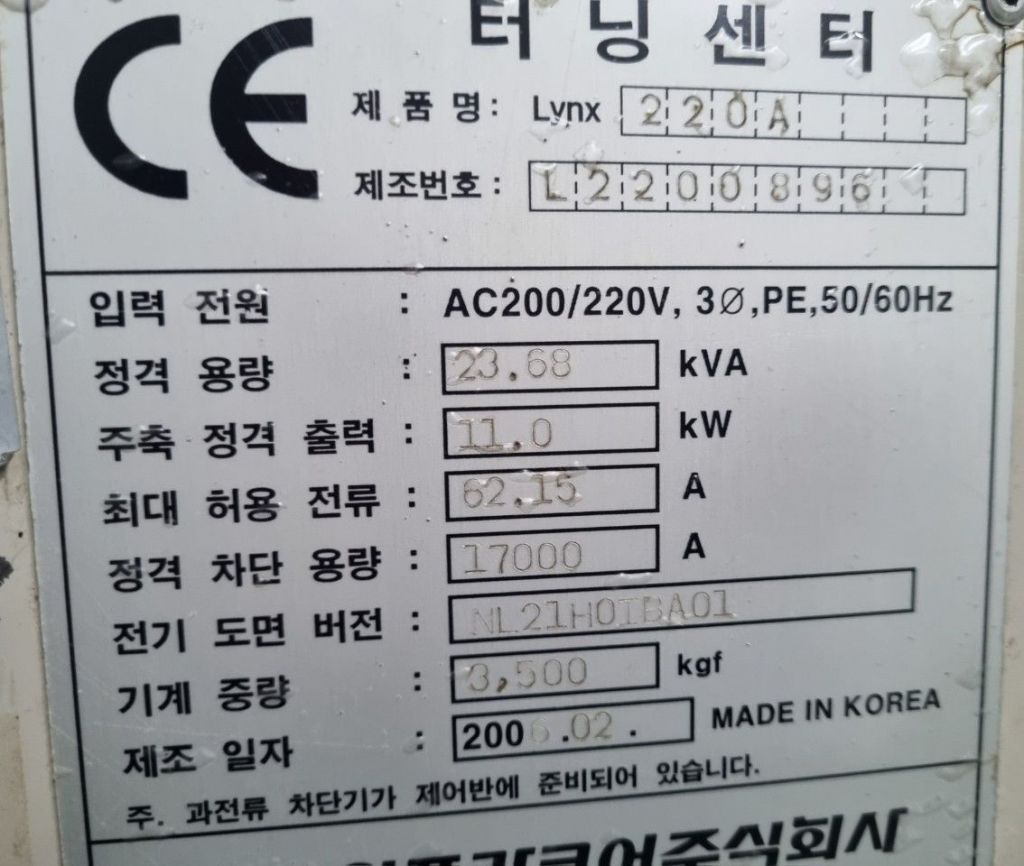 CE
터닝센터
제 품 명: Lynx 220A
제조번호: L2200896
입력 전원 : AC200/220V, 3Ø,PE,50/60Hz
정격 용량 : 23.68 kVA
주축 정격 출력 : 11.0 kW
최대 허용 전류 : 62.15 A
정격 차단 용량 : 17000 A
전기 도면 버전 : NL21H0TBA01
기계 중량 : 3,500 kgf
제조 일자 : 2006.02. MADE IN KOREA
주. 과전류 차단기가 제어반에 준비되어 있습니다.